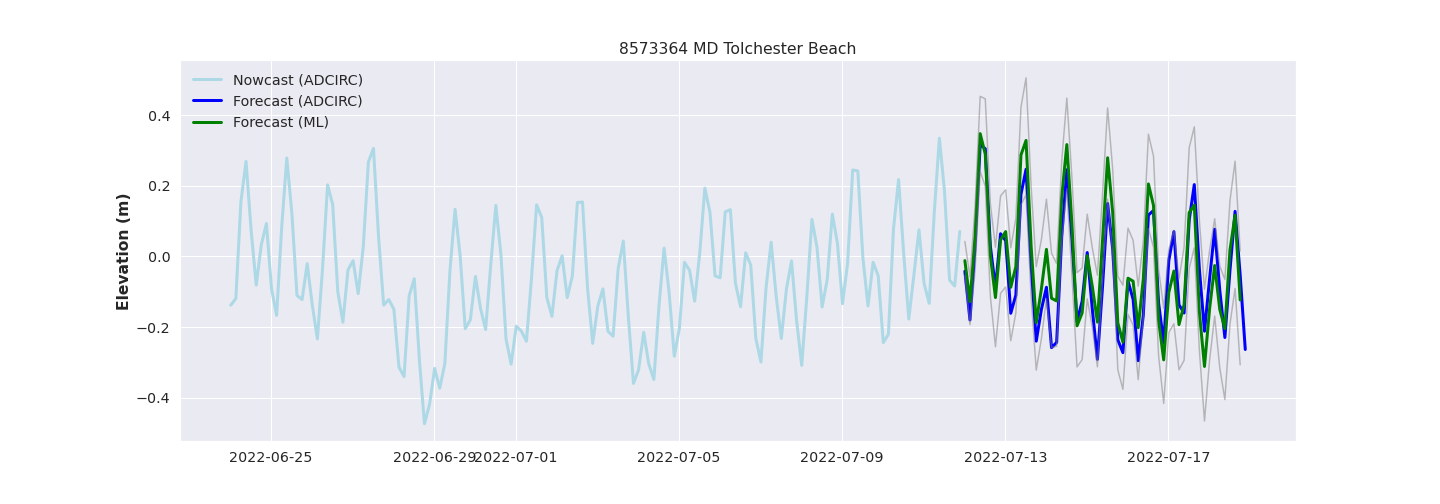 8573364 MD Tolchester Beach
Nowcast (ADCIRC)
Forecast (ADCIRC)
Forecast (ML)
Elevation (m)
0.4
0.2
0.0
−0.2
−0.4
2022-06-25
2022-06-29
2022-07-01
2022-07-05
2022-07-09
2022-07-13
2022-07-17